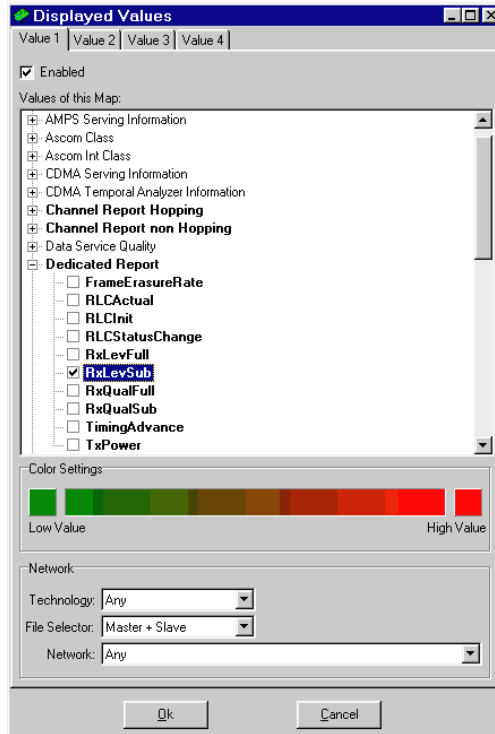 Displayed Values
Value 1 Value 2 Value 3 Value 4
Enabled
Values of this Map:
AMPS Serving Information
Ascom Class
Ascom Int Class
CDMA Serving Information
CDMA Temporal Analyzer Information
Channel Report Hopping
Channel Report non Hopping
Data Service Quality
Dedicated Report
FrameErasureRate
RLCActual
RLCInit
RLCStatusChange
RxLevFull
RxLevSub
RxQualFull
RxQualSub
TimingAdvance
TxPower
Color Settings
Low Value High Value
Network
Technology: Any
File Selector: Master + Slave
Network: Any
Ok Cancel